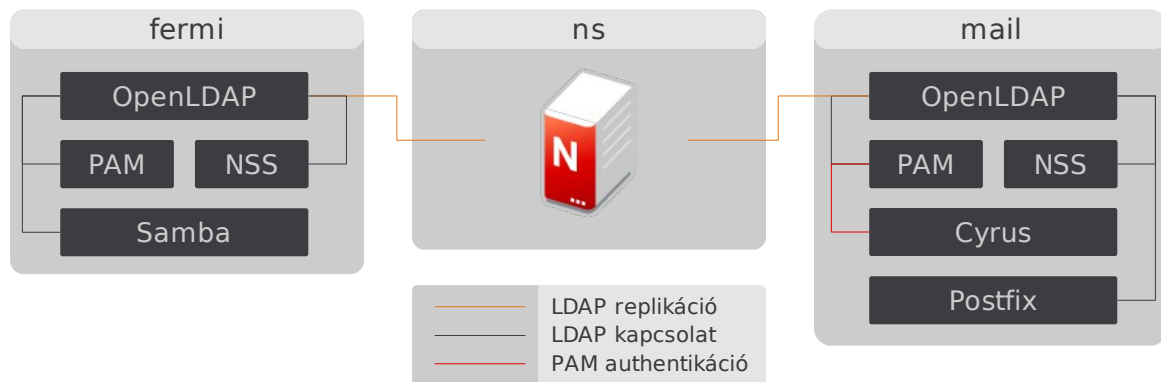 fermi
OpenLDAP
PAM NSS
Samba
ns
N
mail
OpenLDAP
PAM NSS
Cyrus
Postfix
LDAP replikáció
LDAP kapcsolat
PAM authentikáció